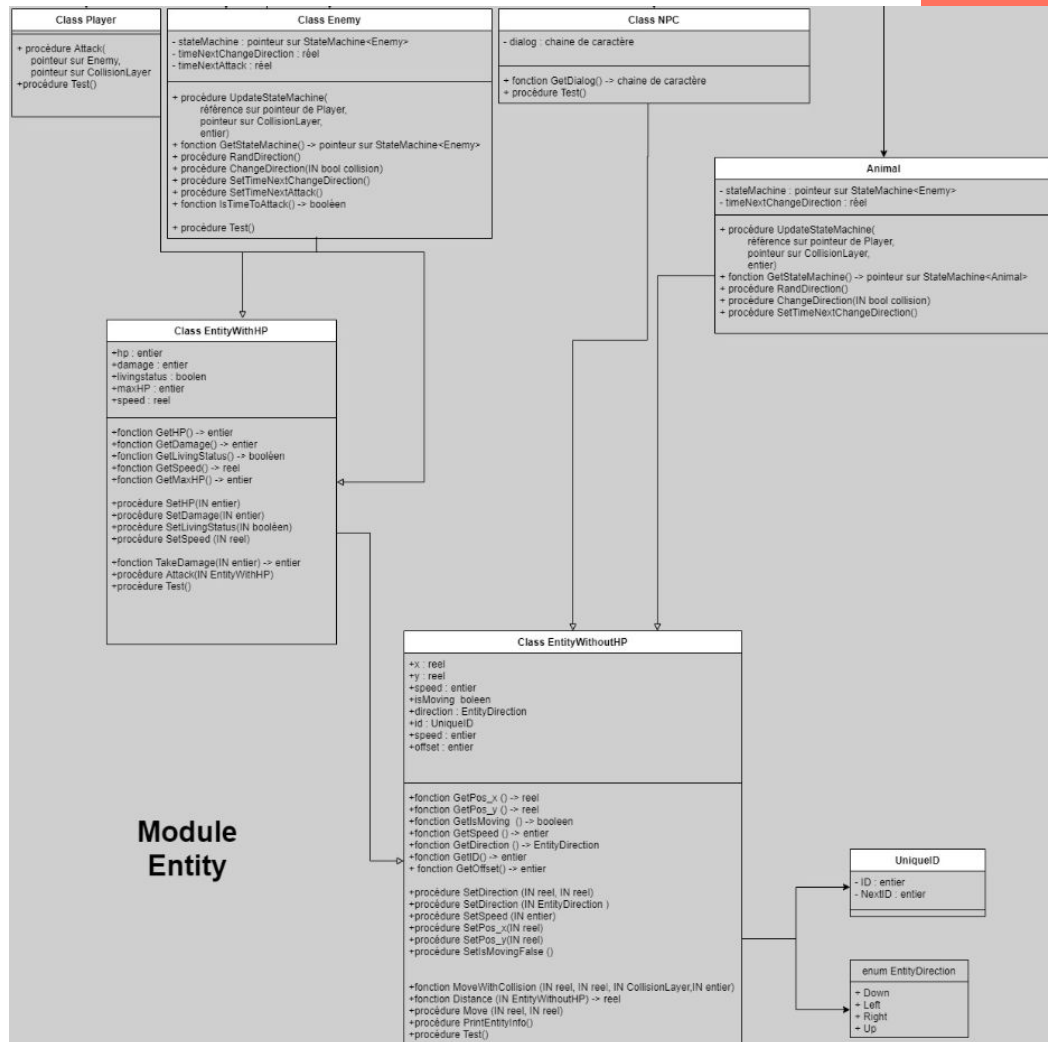 Class Player
+ procédure Attack(
pointeur sur Enemy,
pointeur sur CollisionLayer
+procédure Test()
Class Enemy
- stateMachine : pointeur sur StateMachine<Enemy>
- timeNextChangeDirection : réel
- timeNextAttack : réel
+ procédure UpdateStateMachine(
référence sur pointeur de Player,
pointeur sur CollisionLayer,
entier)
+ fonction GetStateMachine() -> pointeur sur StateMachine<Enemy>
+ procédure RandDirection()
+ procédure ChangeDirection(IN bool collision)
+ procédure SetTimeNextChangeDirection()
+ procédure SetTimeNextAttack()
+ fonction IsTimeToAttack() -> booléen
+ procédure Test()
Class NPC
- dialog : chaine de caractère
+ fonction GetDialog() -> chaine de caractère
+ procédure Test()
Animal
- stateMachine : pointeur sur StateMachine<Enemy>
- timeNextChangeDirection : réel
+ procédure UpdateStateMachine(
référence sur pointeur de Player,
pointeur sur CollisionLayer,
entier)
+ fonction GetStateMachine() -> pointeur sur StateMachine<Animal>
+ procédure RandDirection()
+ procédure ChangeDirection(IN bool collision)
+ procédure SetTimeNextChangeDirection()
Class EntityWithHP
+hp : entier
+damage : entier
+livingstatus : boolen
+maxHP : entier
+speed : reel
+fonction GetHP() -> entier
+fonction GetDamage() -> entier
+fonction GetLivingStatus() -> booléen
+fonction GetSpeed() -> reel
+fonction GetMaxHP() -> entier
+procédure SetHP(IN entier)
+procédure SetDamage(IN entier)
+procédure SetLivingStatus(IN booléen)
+procédure SetSpeed (IN reel)
+fonction TakeDamage(IN entier) -> entier
+procédure Attack(IN EntityWithHP)
+procédure Test()
Class EntityWithoutHP
+x : reel
+y : reel
+speed : entier
+isMoving boleen
+direction : EntityDirection
+id : UniqueID
+speed : entier
+offset : entier
+fonction GetPos_x () -> reel
+fonction GetPos_y () -> reel
+fonction GetIsMoving () -> booleen
+fonction GetSpeed () -> entier
+fonction GetDirection () -> EntityDirection
+fonction GetID() -> entier
+ fonction GetOffset() -> entier
+procédure SetDirection (IN reel, IN reel)
+procédure SetDirection (IN EntityDirection )
+procédure SetSpeed (IN entier)
+procédure SetPos_x(IN reel)
+procédure SetPos_y(IN reel)
+procédure SetIsMovingFalse ()
+fonction MoveWithCollision (IN reel, IN reel, IN CollisionLayer,IN entier)
+fonction Distance (IN EntityWithoutHP) -> reel
+procédure Move (IN reel, IN reel)
+procédure PrintEntityInfo()
+procédure Test()
Module
Entity
UniqueID
- ID : entier
- NextID : entier
enum EntityDirection
+ Down
+ Left
+ Right
+ Up